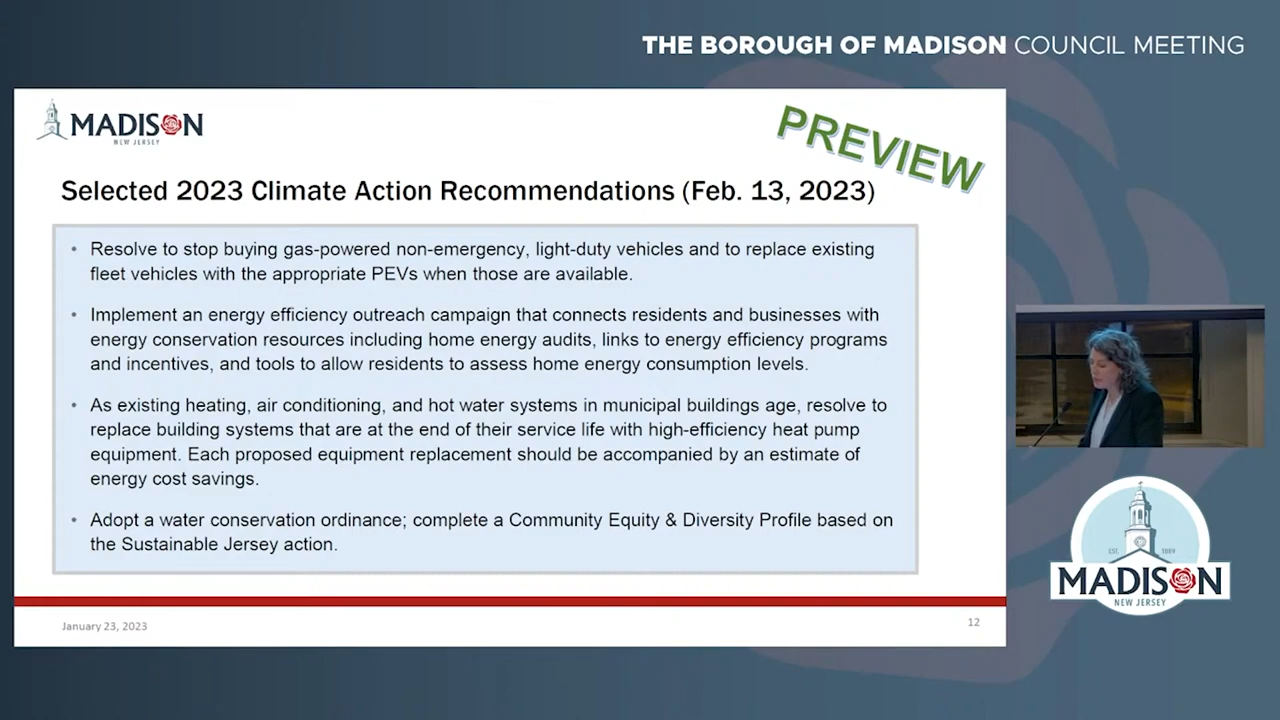 THE BOROUGH OF MADISON COUNCIL MEETING
MADISON
NEW JERSEY
PREVIEW
Selected 2023 Climate Action Recommendations (Feb. 13, 2023)
• Resolve to stop buying gas-powered non-emergency, light-duty vehicles and to replace existing
fleet vehicles with the appropriate PEVs when those are available.
• Implement an energy efficiency outreach campaign that connects residents and businesses with
energy conservation resources including home energy audits, links to energy efficiency programs
and incentives, and tools to allow residents to assess home energy consumption levels.
• As existing heating, air conditioning, and hot water systems in municipal buildings age, resolve to
replace building systems that are at the end of their service life with high-efficiency heat pump
equipment. Each proposed equipment replacement should be accompanied by an estimate of
energy cost savings.
• Adopt a water conservation ordinance; complete a Community Equity & Diversity Profile based on
the Sustainable Jersey action.
January 23, 2023
12
EST. 1889
MADISON
NEW JERSEY